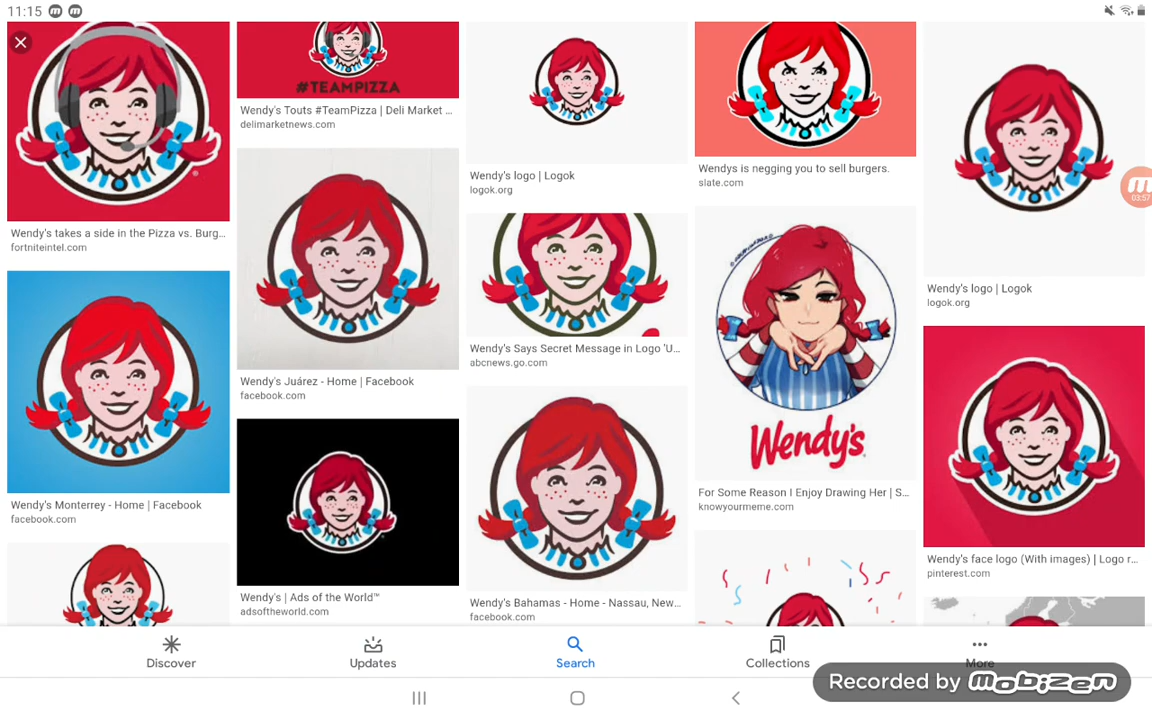 11:15
03:57
#TEAMPIZZA
Wendy's Touts #TeamPizza | Deli Market ...
delimarketnews.com
Wendy's logo | Logok
logok.org
Wendys is negging you to sell burgers.
slate.com
Wendy's takes a side in the Pizza vs. Burg...
fortniteintel.com
Wendy's logo | Logok
logok.org
Wendy's Says Secret Message in Logo 'U...
abcnews.go.com
Wendy's Juárez - Home | Facebook
facebook.com
Wendy's
For Some Reason I Enjoy Drawing Her | S...
knowyourmeme.com
Wendy's Monterrey - Home | Facebook
facebook.com
Wendy's face logo (With images) | Logo r...
pinterest.com
Wendy's | Ads of the World™
adsoftheworld.com
Wendy's Bahamas - Home - Nassau, New...
facebook.com
Discover
Updates
Search
Collections
More
Recorded by mobizen